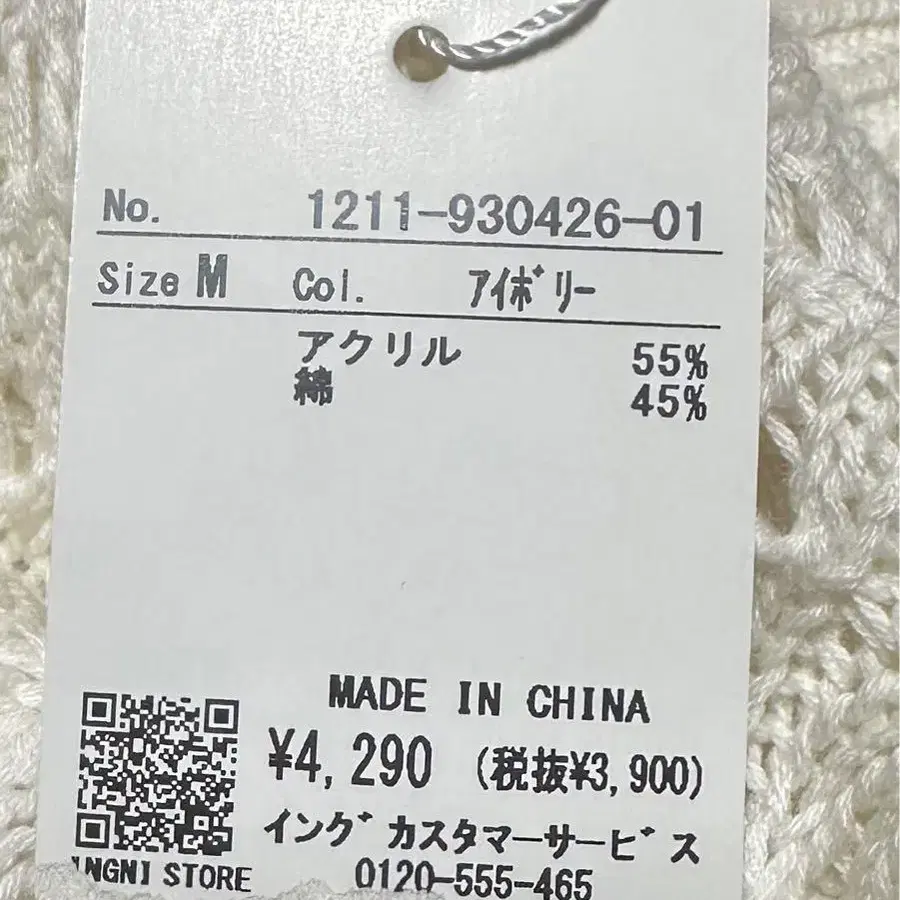 No. 1211-930426-01
Size M Col. アイボリー
アクリル 55%
綿 45%
MADE IN CHINA
¥4,290 (税抜¥3,900)
イング カスタマーサービス
INGNI STORE 0120-555-465